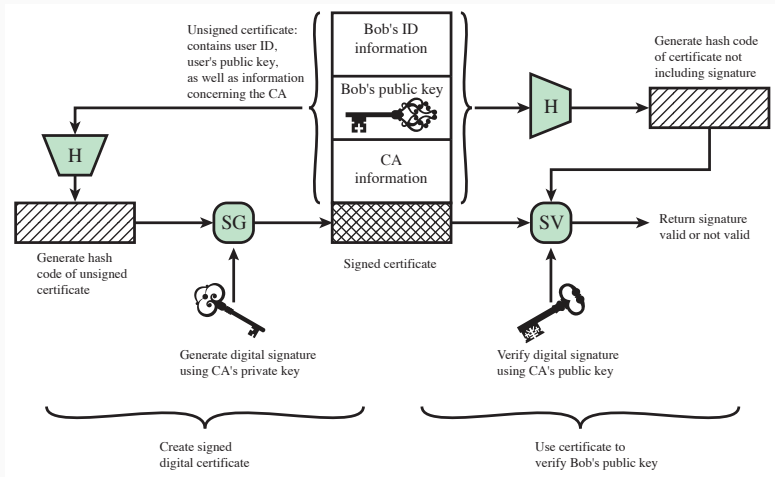 Unsigned certificate:
contains user ID,
user's public key,
as well as information
concerning the CA
Bob's ID
information
Bob's public key
CA
information
Generate hash code
of certificate not
including signature
H
H
SG
SV
Generate hash
code of unsigned
certificate
Signed certificate
Return signature
valid or not valid
Generate digital signature
using CA's private key
Verify digital signature
using CA's public key
Create signed
digital certificate
Use certificate to
verify Bob's public key